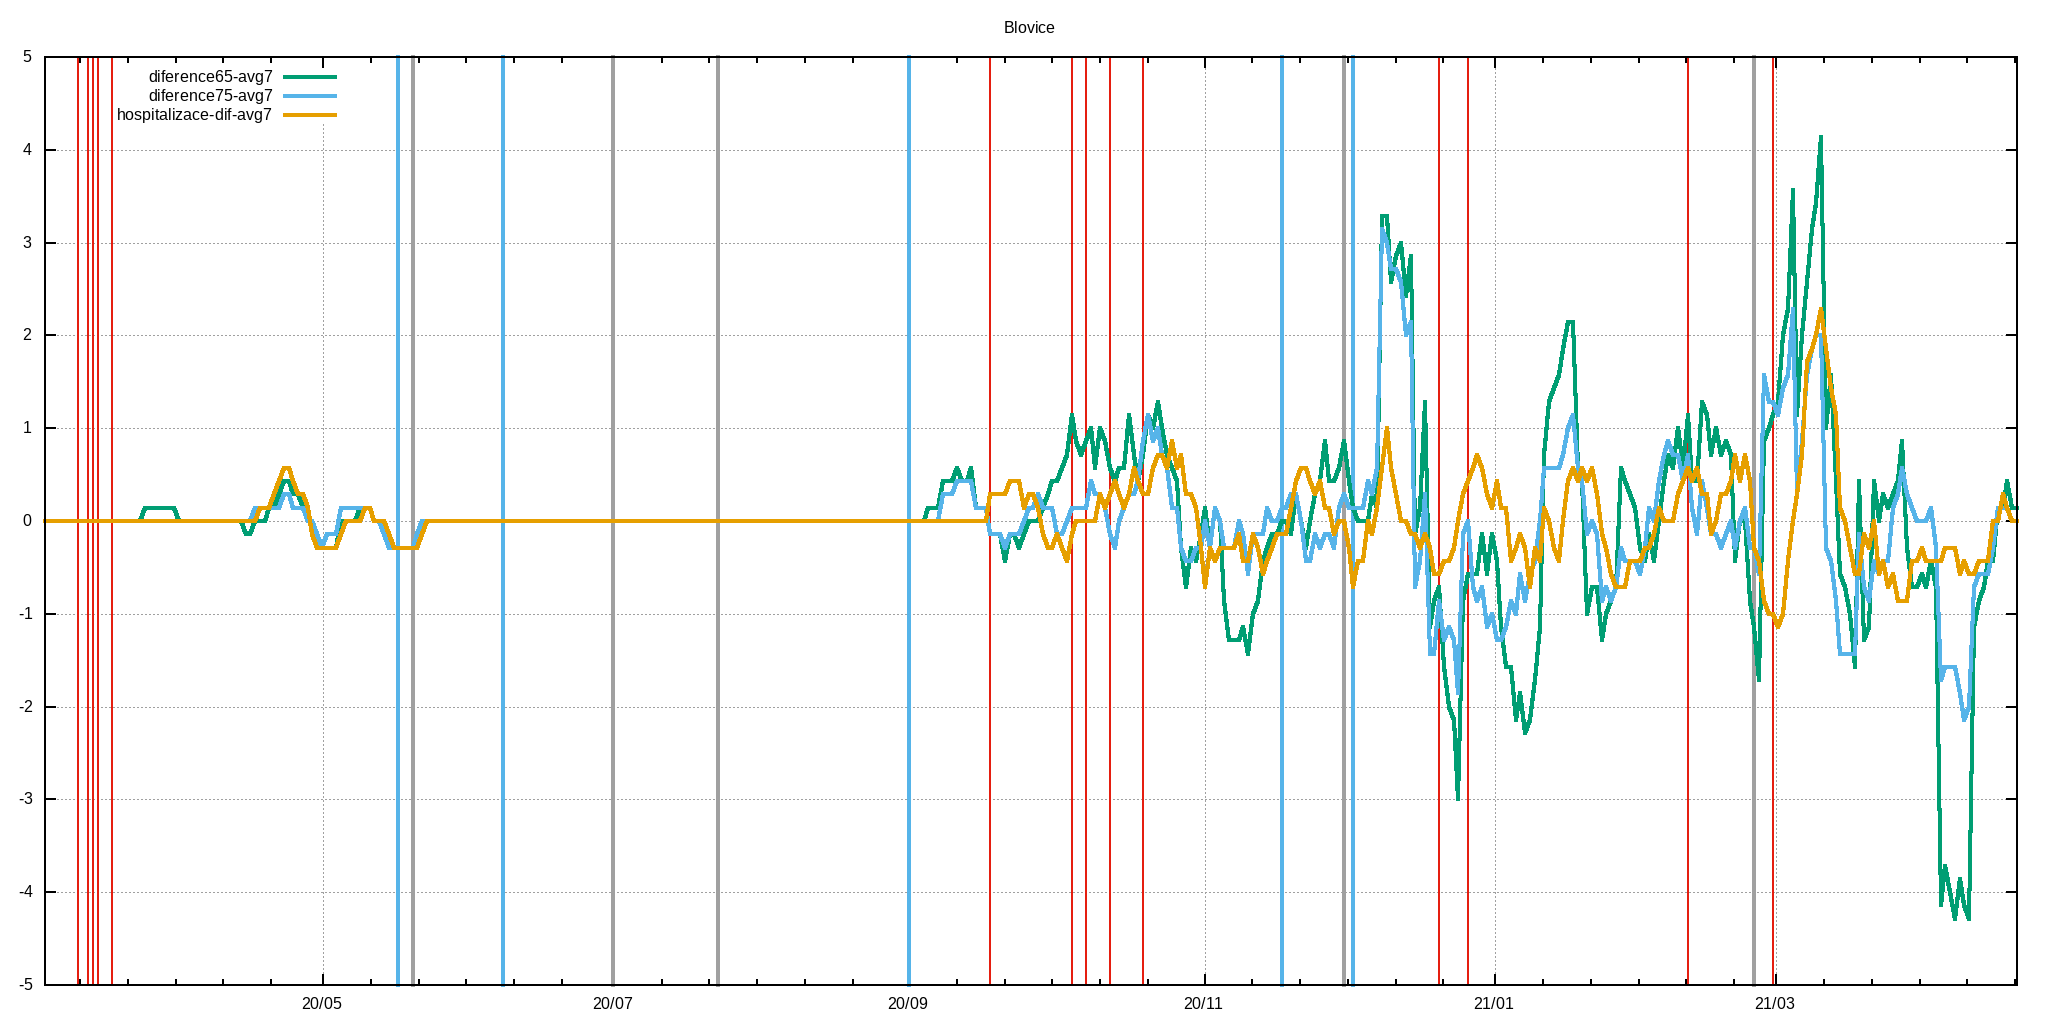 Blovice
5
diference65-avg7
diference75-avg7
hospitalizace-dif-avg7
4
3
2
1
0
-1
-2
-3
-4
-5
20/05 20/07 20/09 20/11 21/01 21/03